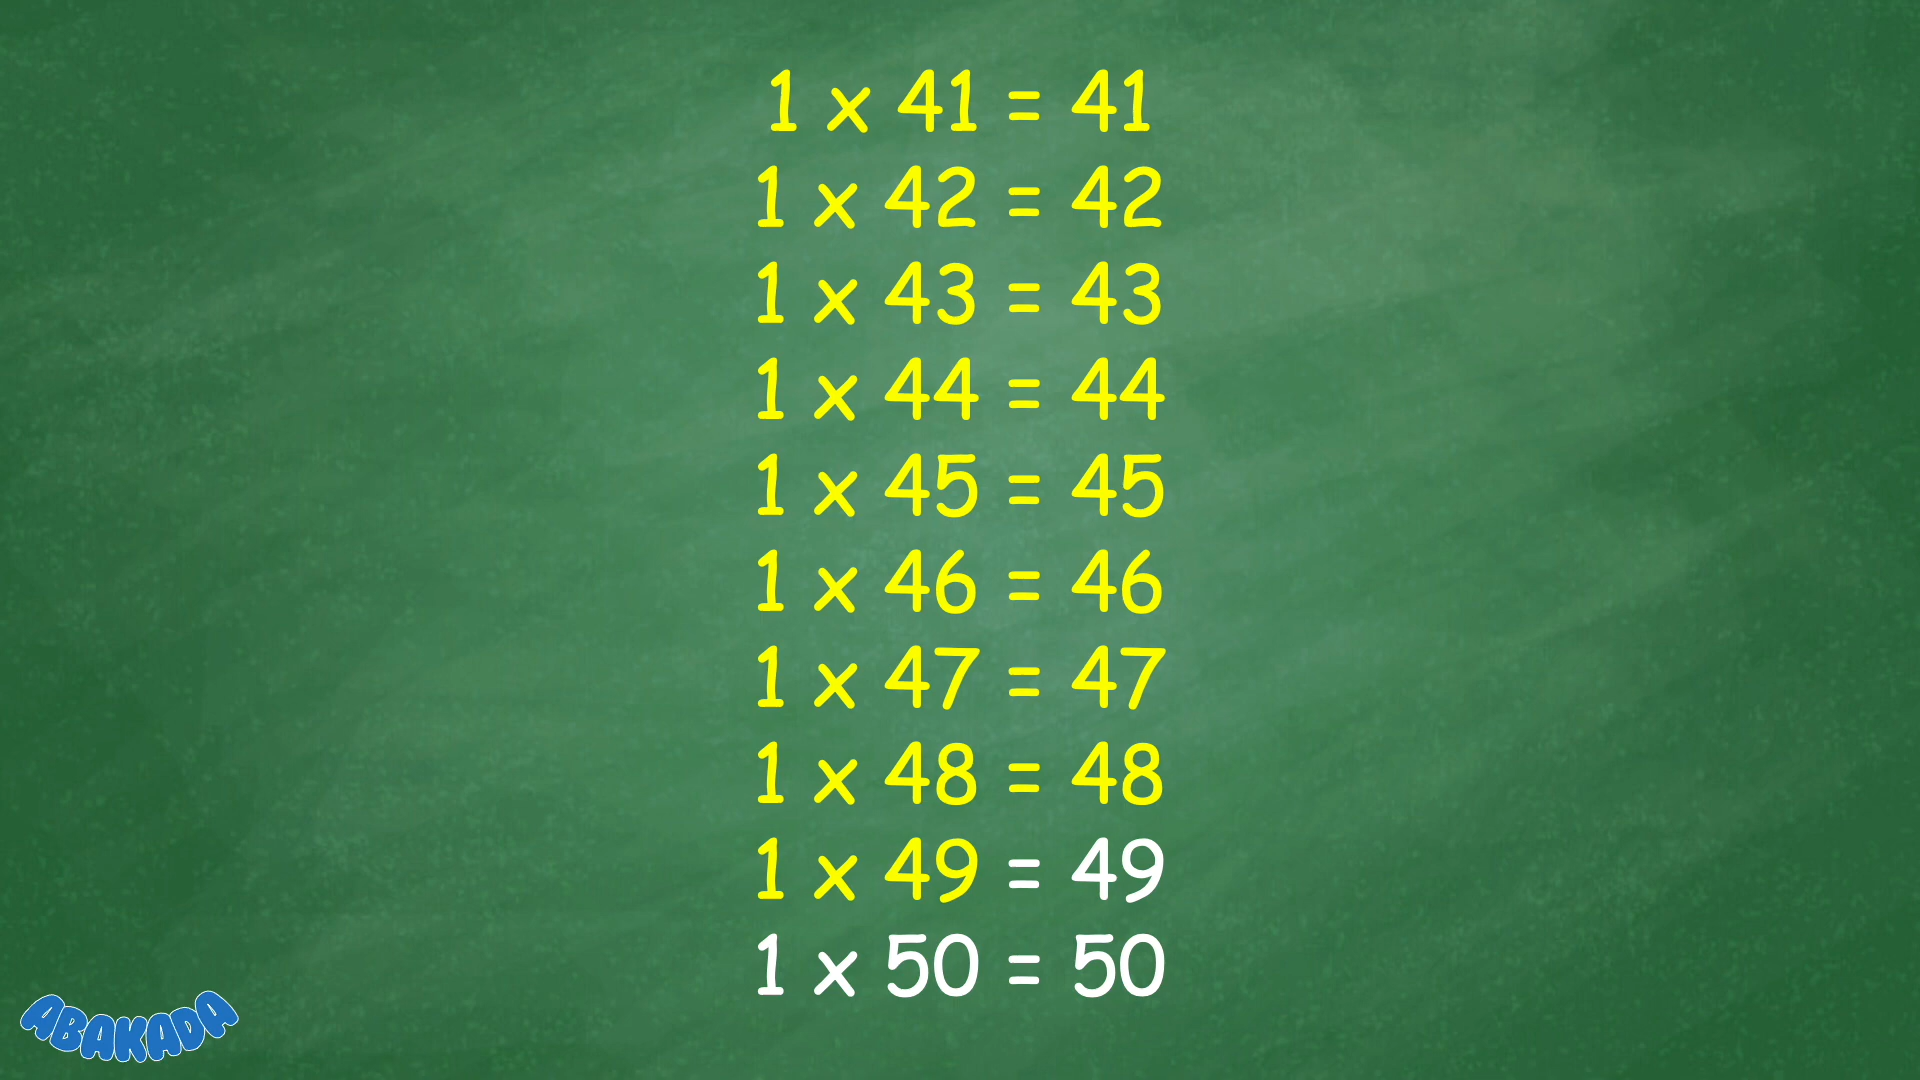 1 x 41 = 41
1 x 42 = 42
1 x 43 = 43
1 x 44 = 44
1 x 45 = 45
1 x 46 = 46
1 x 47 = 47
1 x 48 = 48
1 x 49 = 49
1 x 50 = 50
ABAKADA